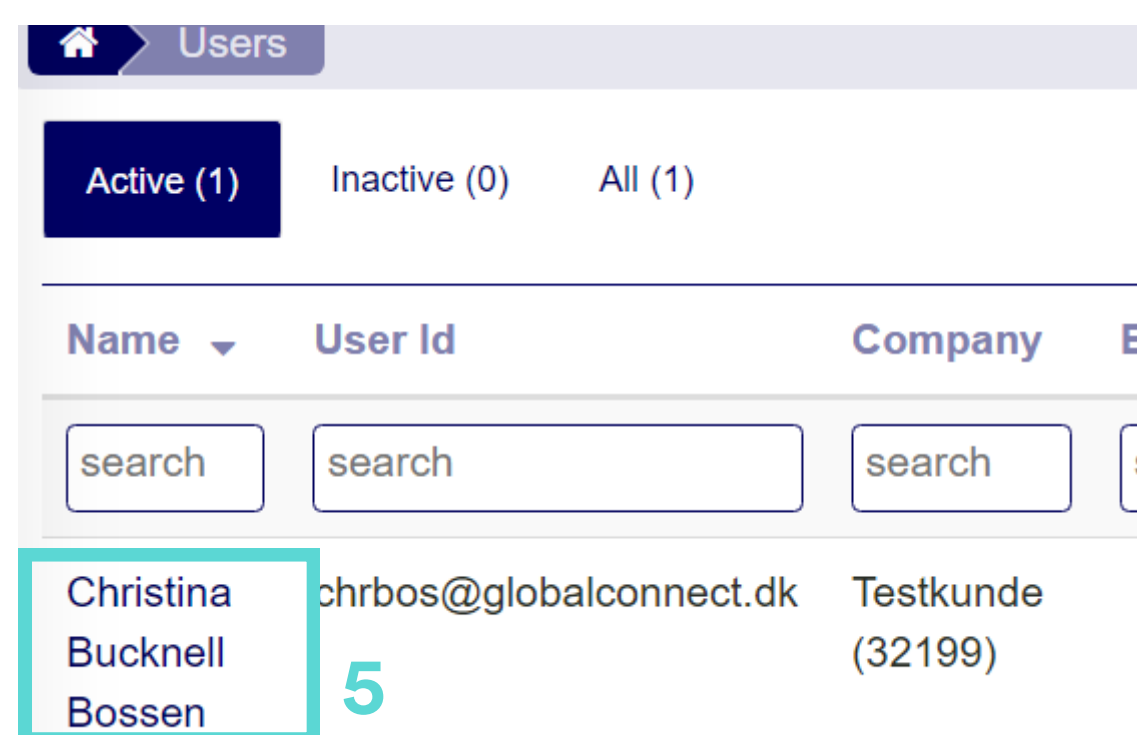 Users
Active (1) Inactive (0) All (1)
Name User Id Company
search search search
Christina chrbos@globalconnect.dk Testkunde
Bucknell (32199)
Bossen
5